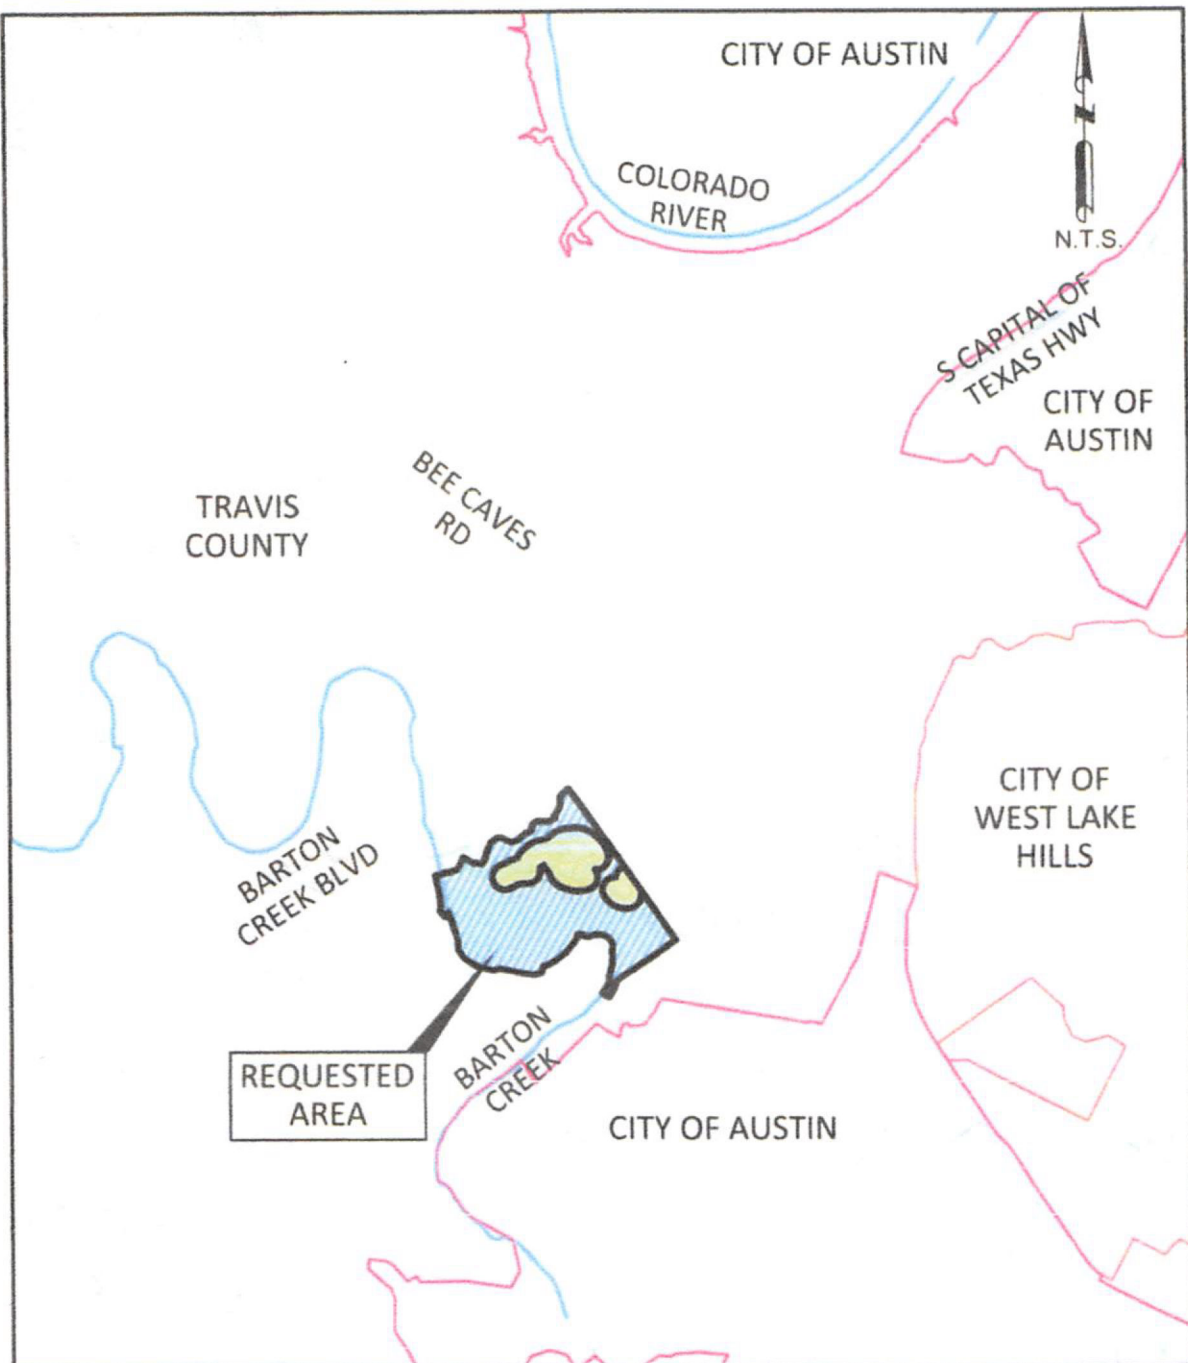 CITY OF AUSTIN
N
COLORADO
RIVER
N.T.S.
S CAPITAL OF
TEXAS HWY
CITY OF
AUSTIN
BEE CAVES
RD
TRAVIS
COUNTY
CITY OF
WEST LAKE
HILLS
BARTON
CREEK BLVD
BARTON
CREEK
REQUESTED
AREA
CITY OF AUSTIN